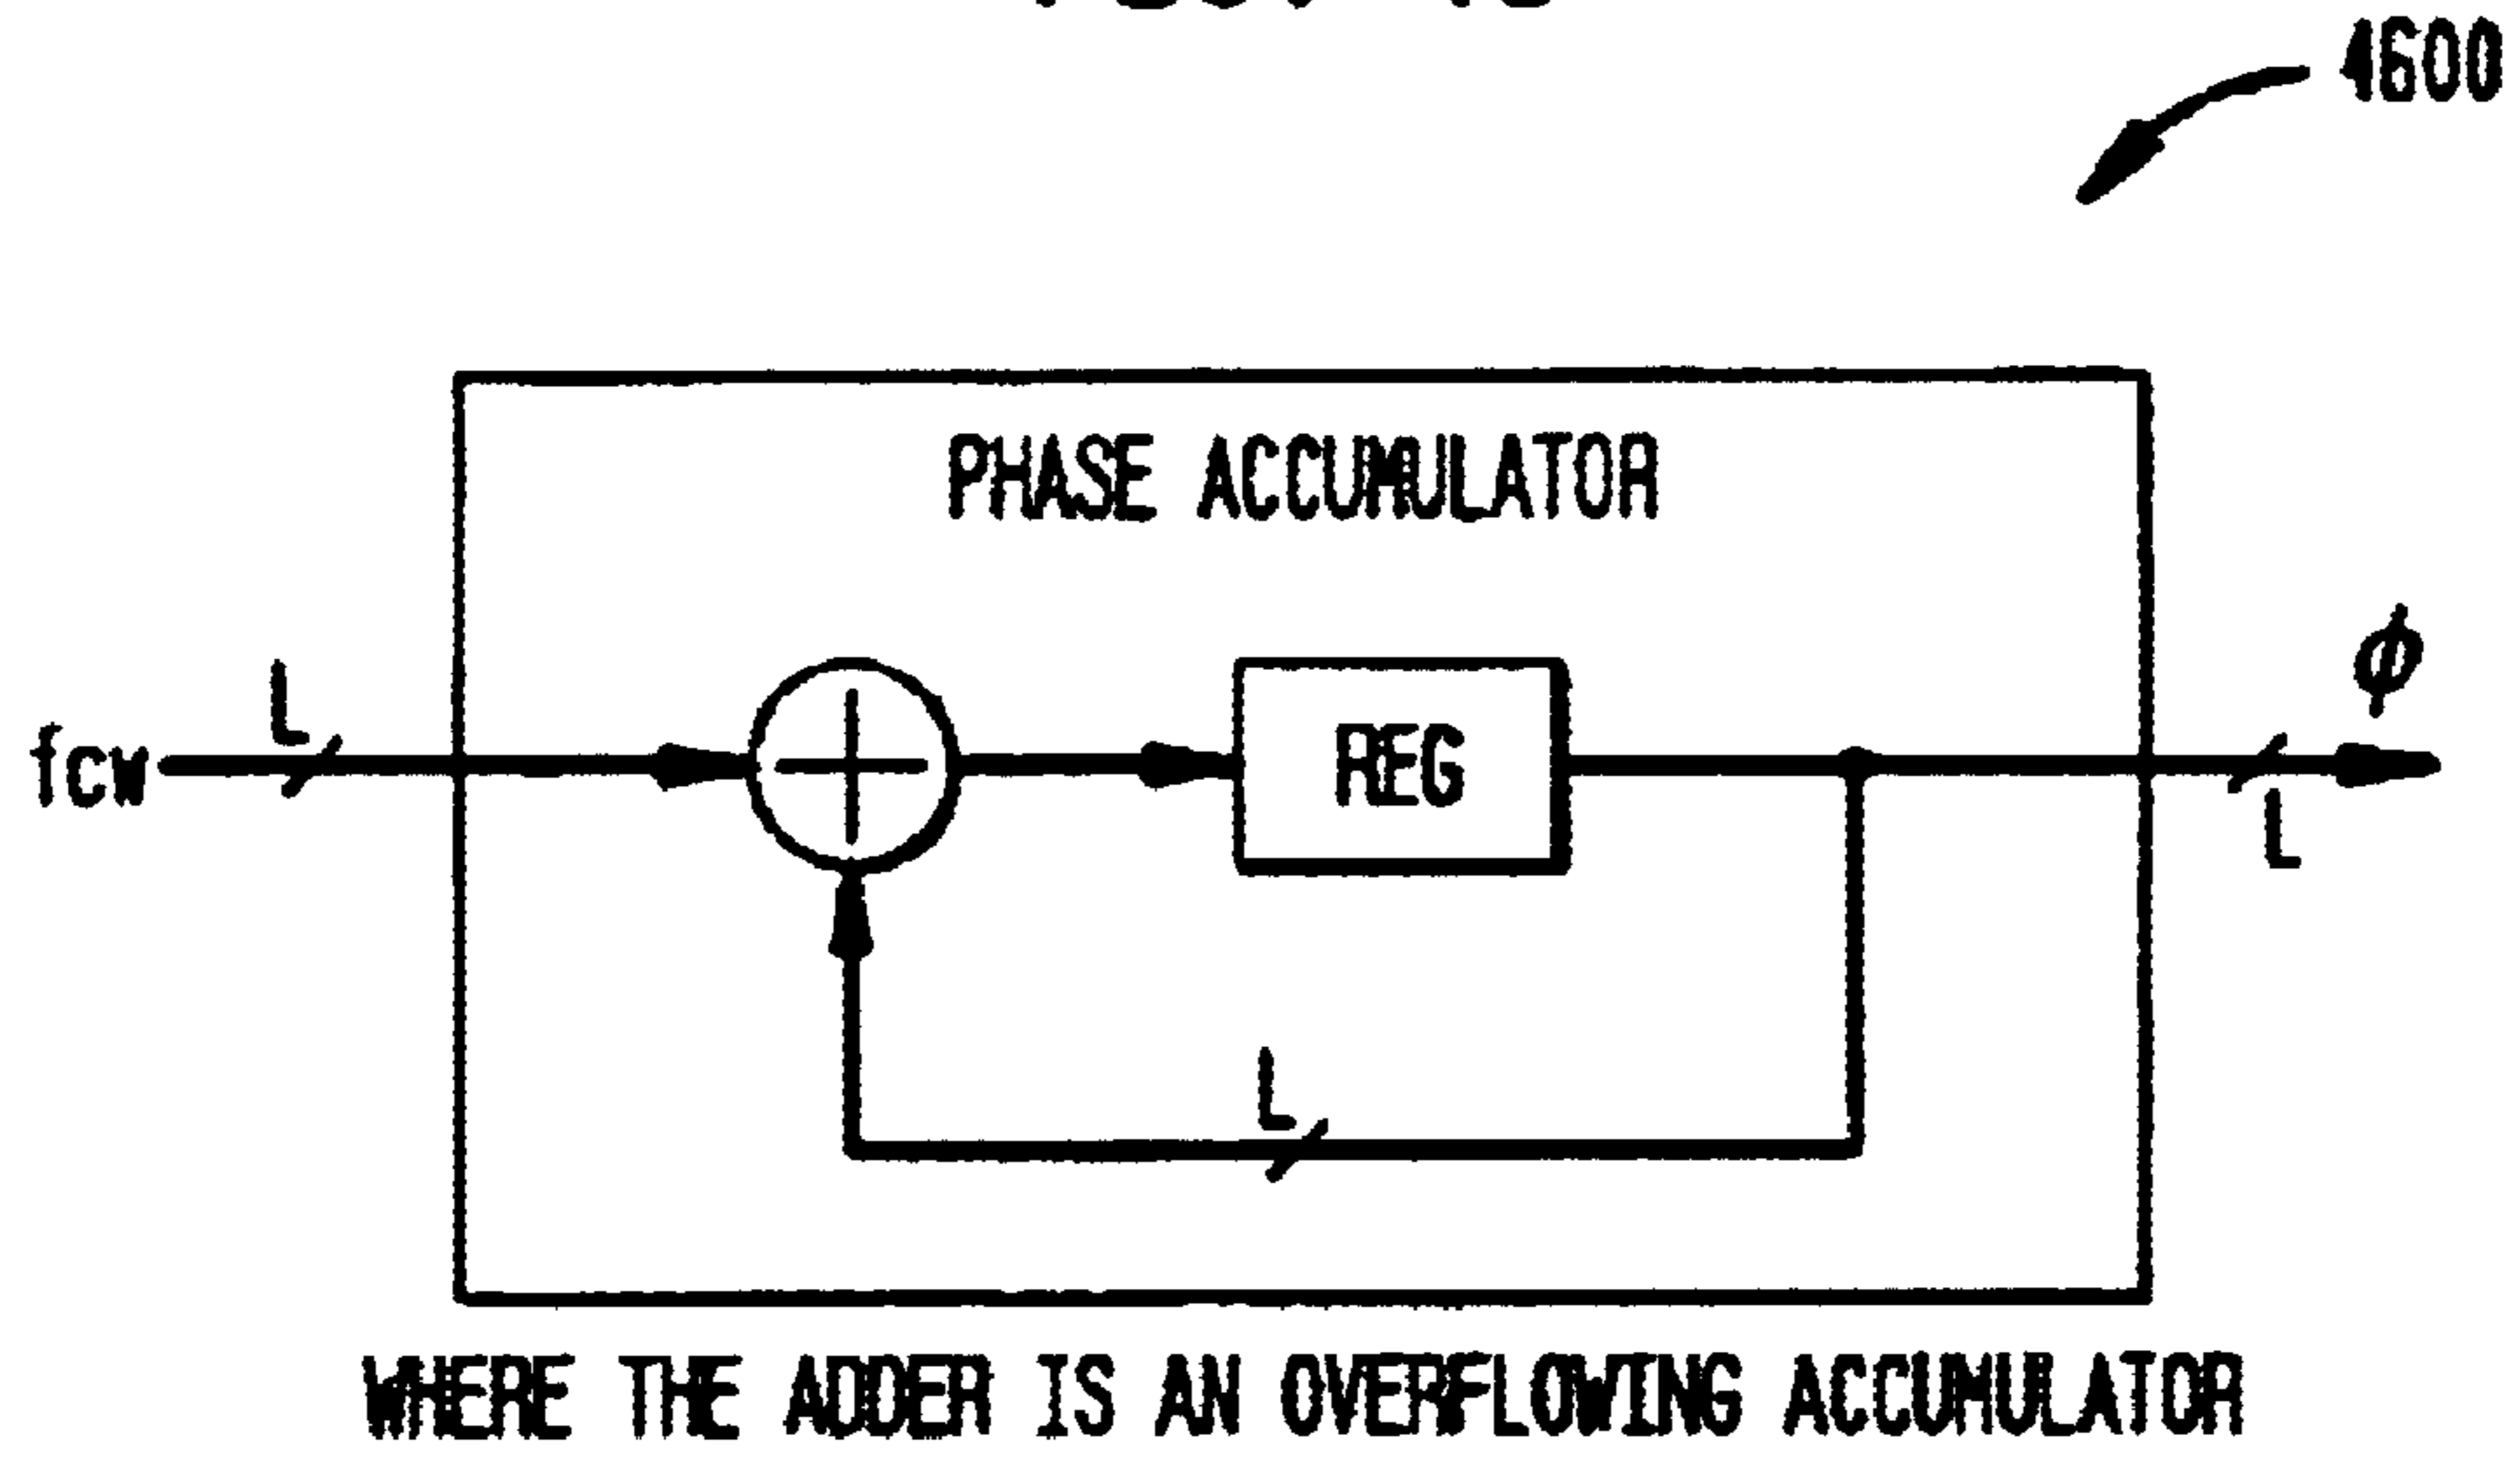 4600
PHASE ACCUMULATOR
L
fcw
REG
ϕ
L
L
WHERE THE ADDER IS AN OVERFLOWING ACCUMULATOR